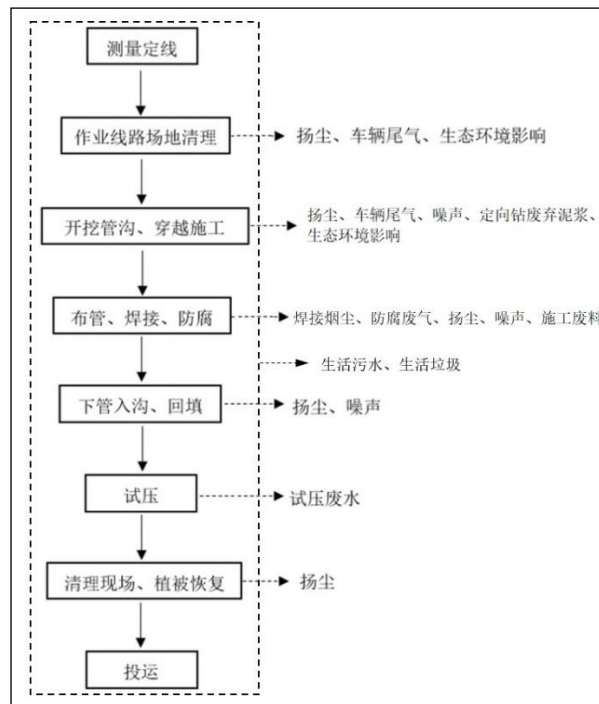 测量定线
作业线路场地清理
扬尘、车辆尾气、生态环境影响
开挖管沟、穿越施工
扬尘、车辆尾气、噪声、定向钻废弃泥浆、
生态环境影响
布管、焊接、防腐
焊接烟尘、防腐废气、扬尘、噪声、施工废料
生活污水、生活垃圾
下管入沟、回填
扬尘、噪声
试压
试压废水
清理现场、植被恢复
扬尘
投运